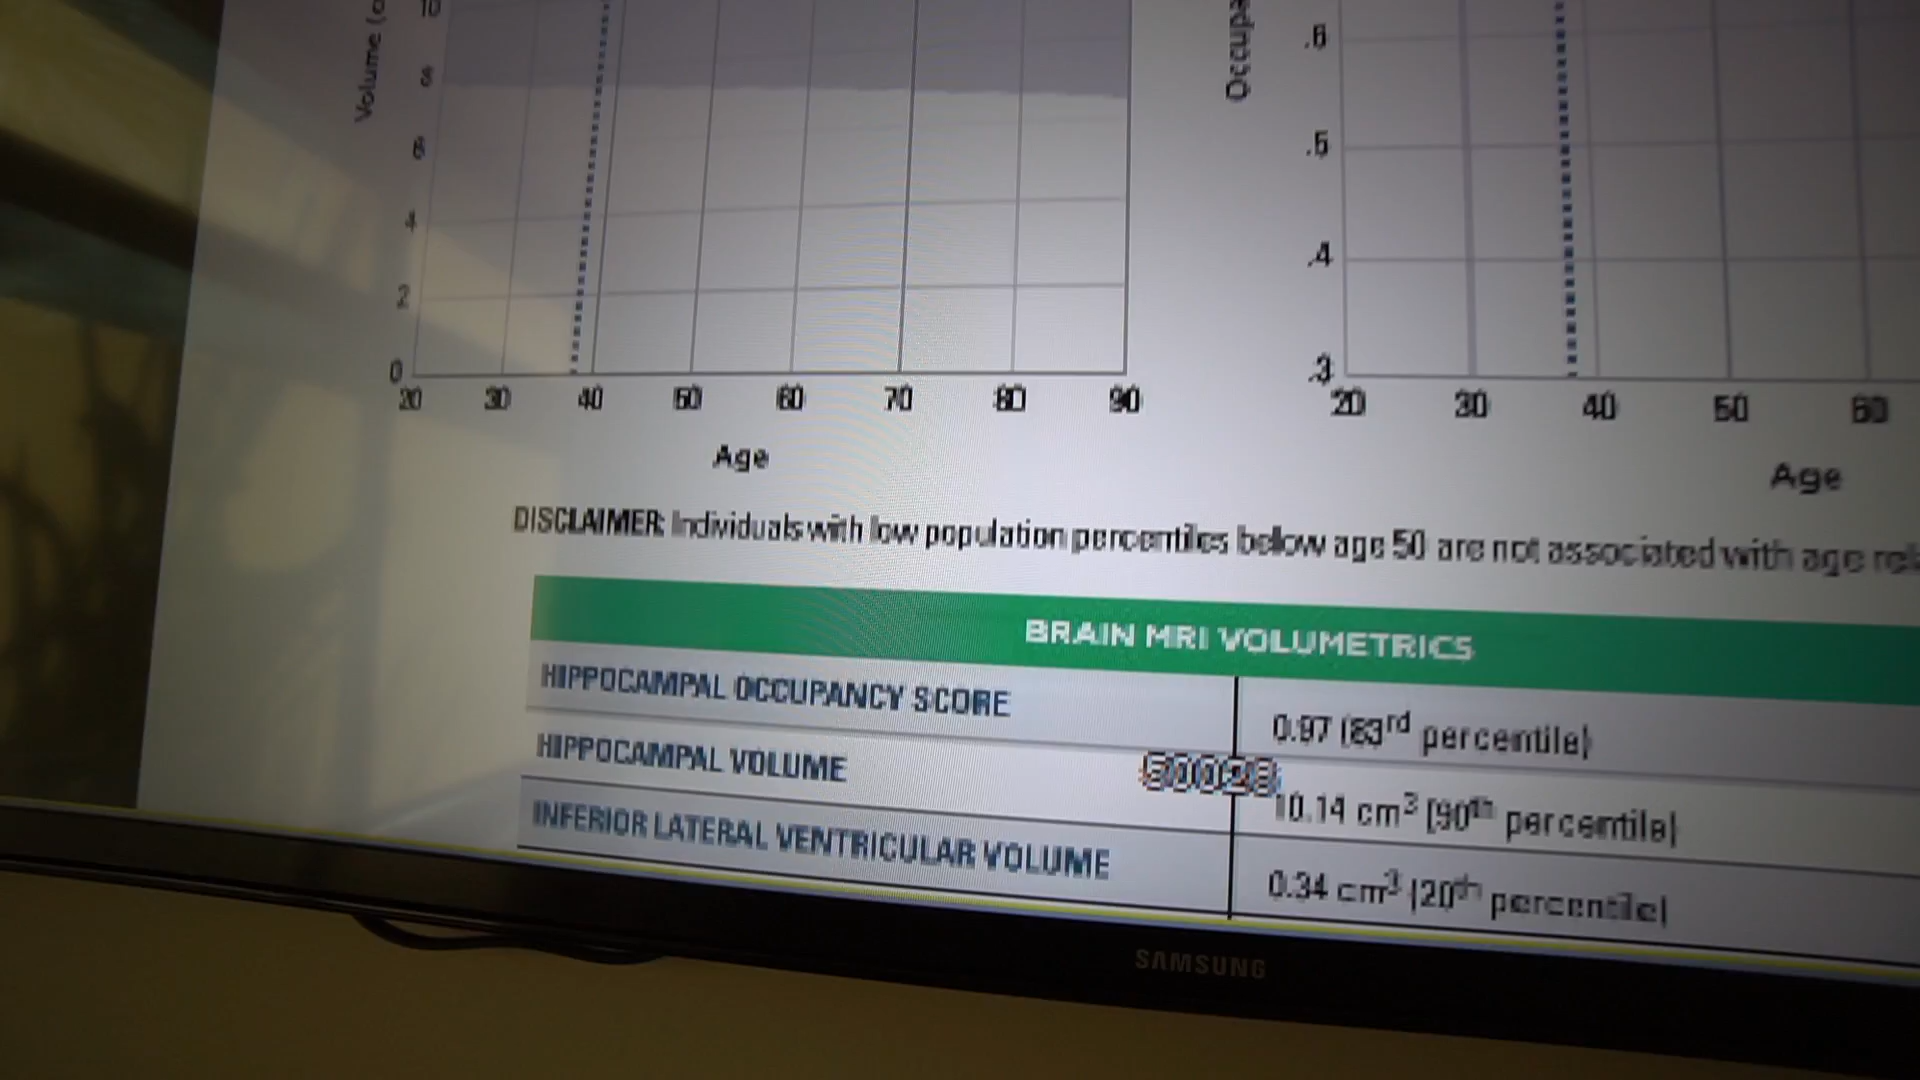 Volume (c
10
8
6
4
2
0
20 30 40 50 60 70 80 90
Age
Occupa
.6
.5
.4
.3
20 30 40 50 60
Age
DISCLAIMER: Individuals with low population percentiles below age 50 are not associated with age rel
BRAIN MRI VOLUMETRICS
HIPPOCAMPAL OCCUPANCY SCORE 0.97 (83rd percentile)
HIPPOCAMPAL VOLUME 10.14 cm3 (90th percentile)
INFERIOR LATERAL VENTRICULAR VOLUME 0.34 cm3 (20th percentile)
SAMSUNG